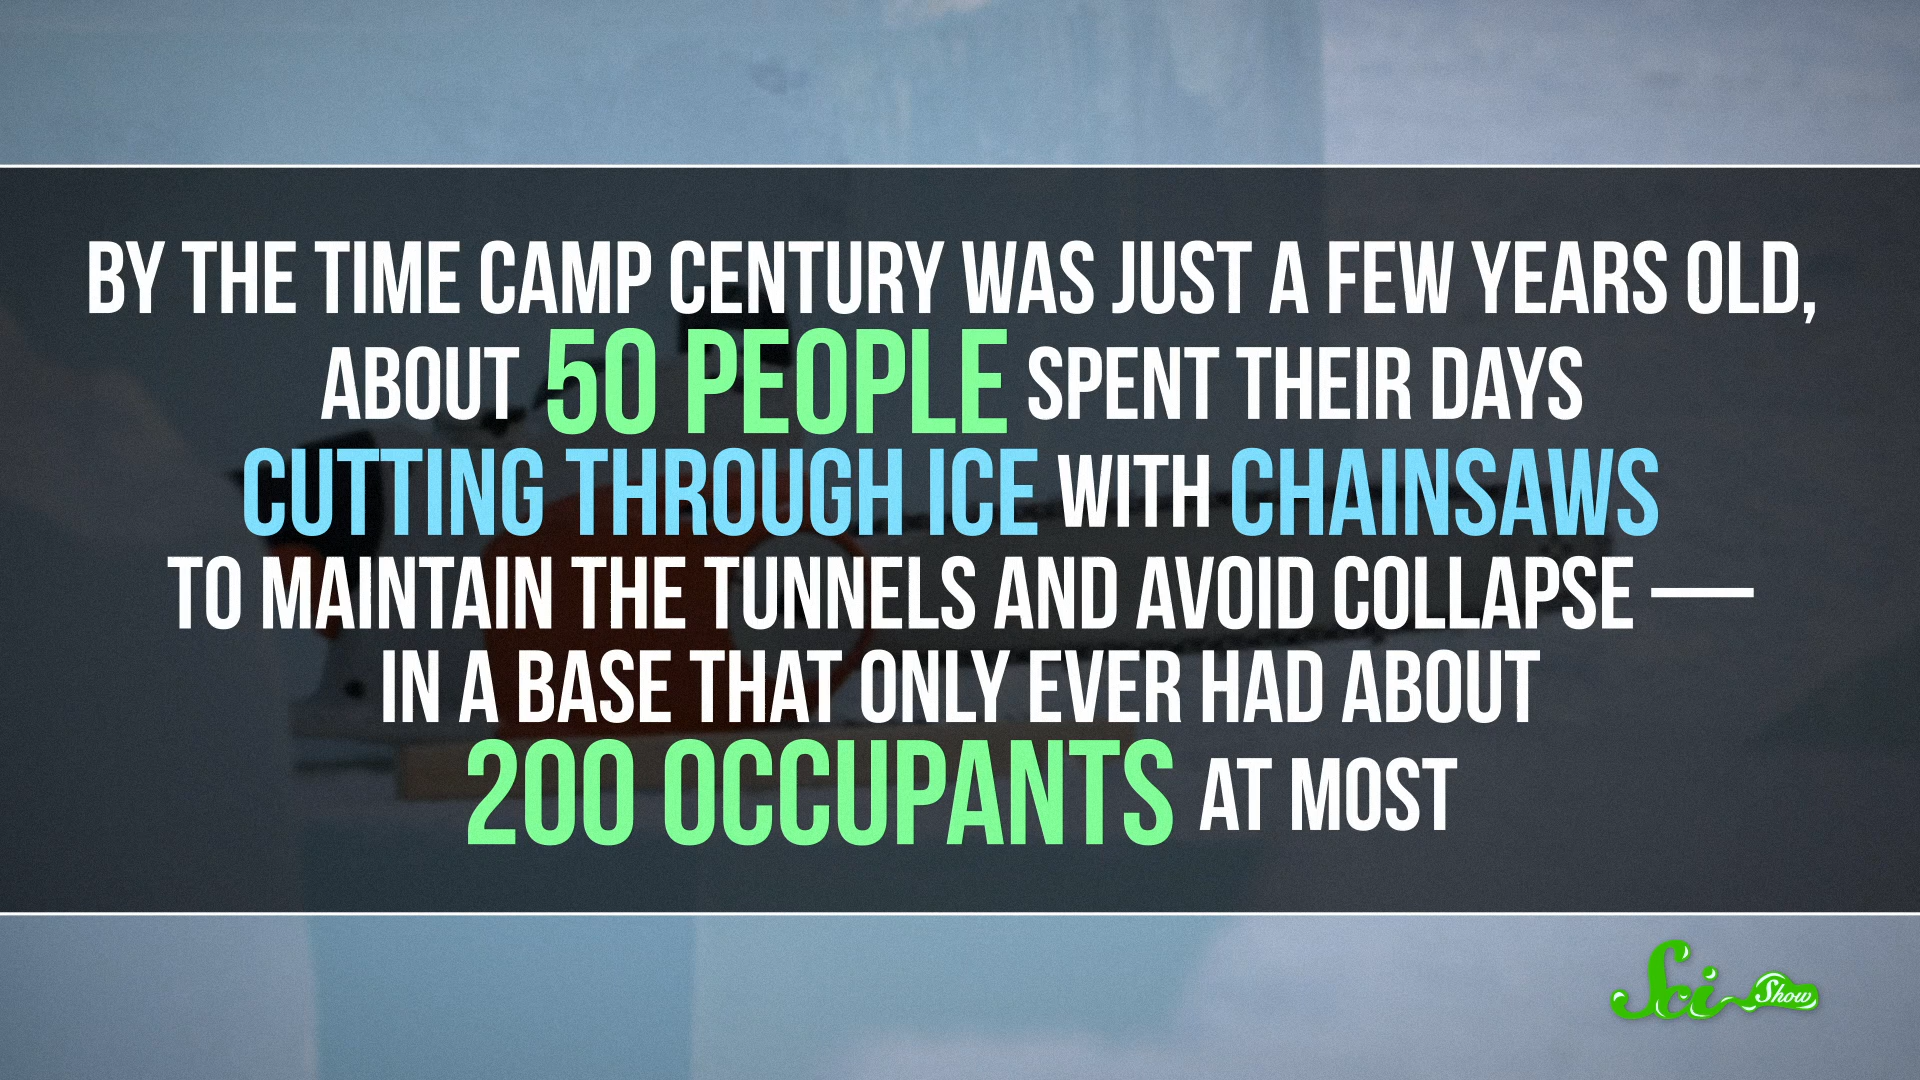 BY THE TIME CAMP CENTURY WAS JUST A FEW YEARS OLD,
ABOUT 50 PEOPLE SPENT THEIR DAYS
CUTTING THROUGH ICE WITH CHAINSAWS
TO MAINTAIN THE TUNNELS AND AVOID COLLAPSE —
IN A BASE THAT ONLY EVER HAD ABOUT
200 OCCUPANTS AT MOST
Sci Show